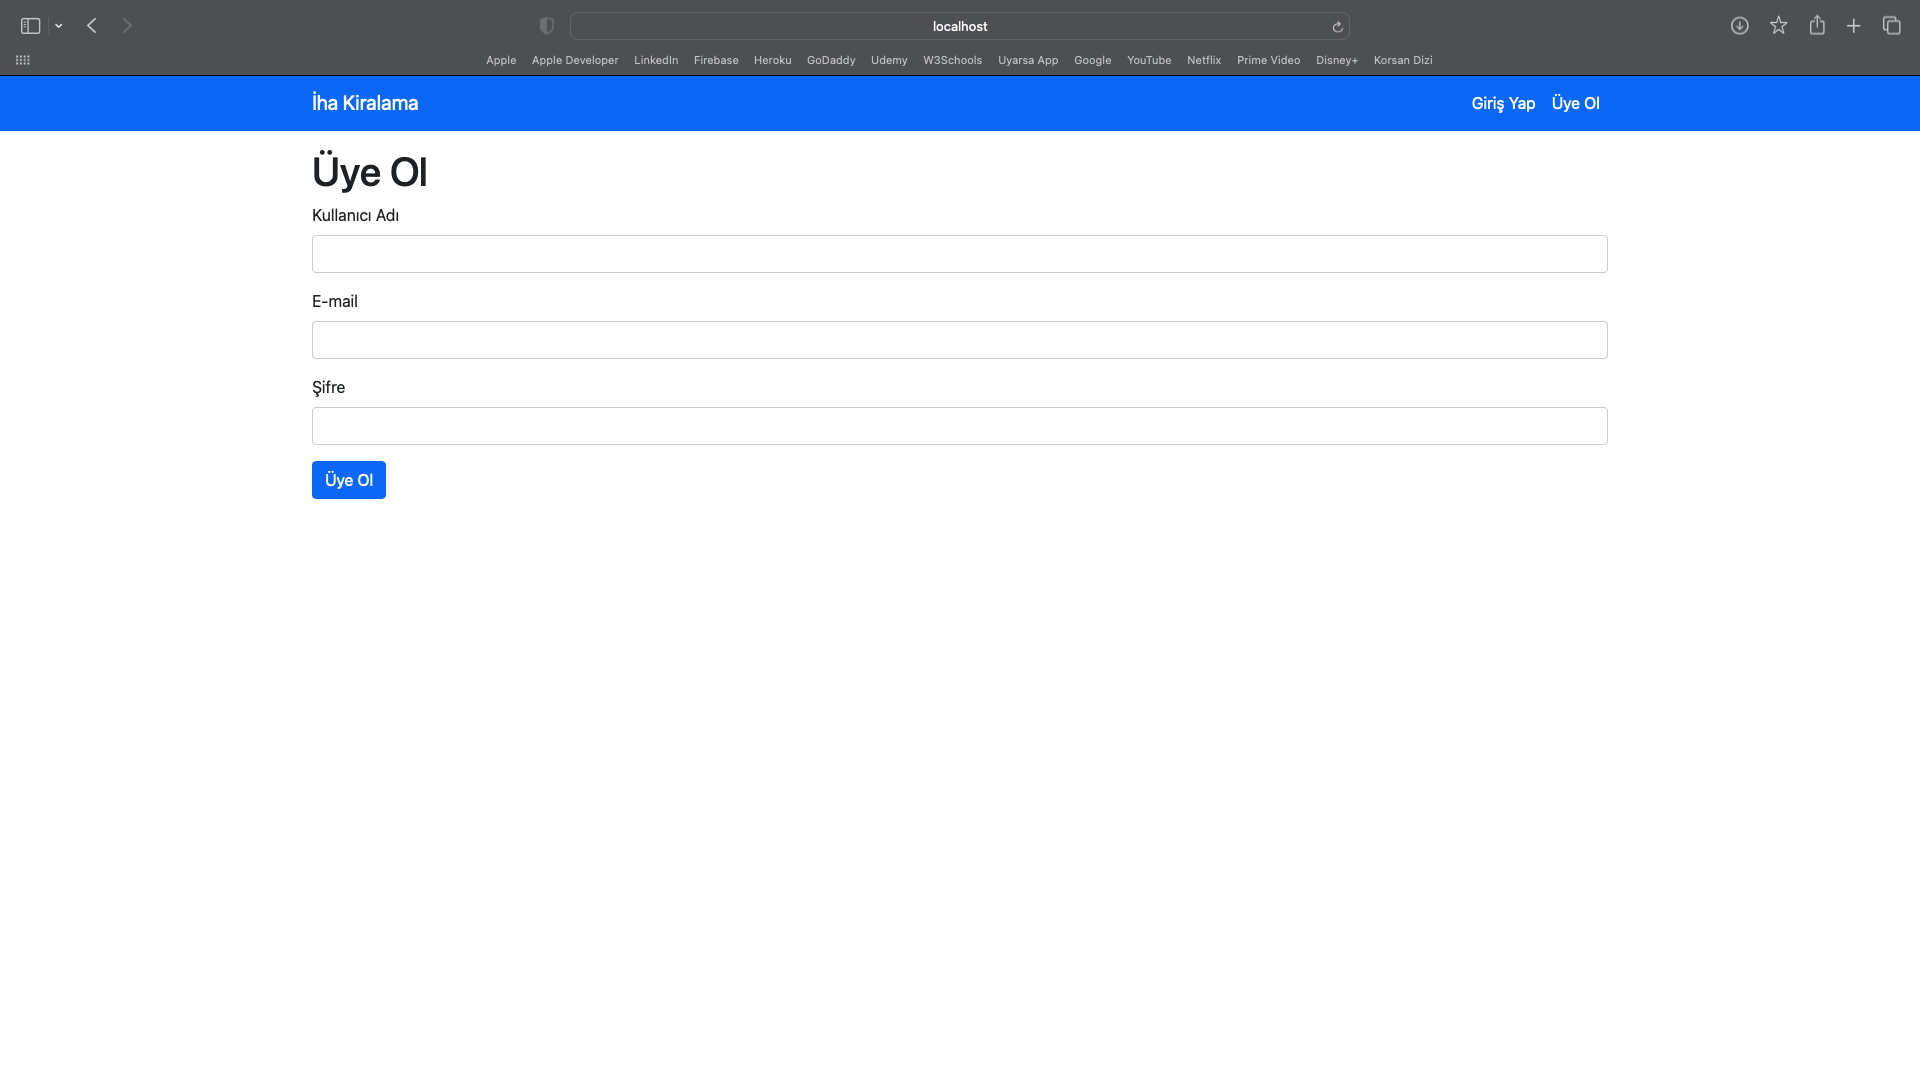 localhost
Apple Apple Developer LinkedIn Firebase Heroku GoDaddy Udemy W3Schools Uyarsa App Google YouTube Netflix Prime Video Disney+ Korsan Dizi
İha Kiralama Giriş Yap Üye Ol
Üye Ol
Kullanıcı Adı
E-mail
Şifre
Üye Ol